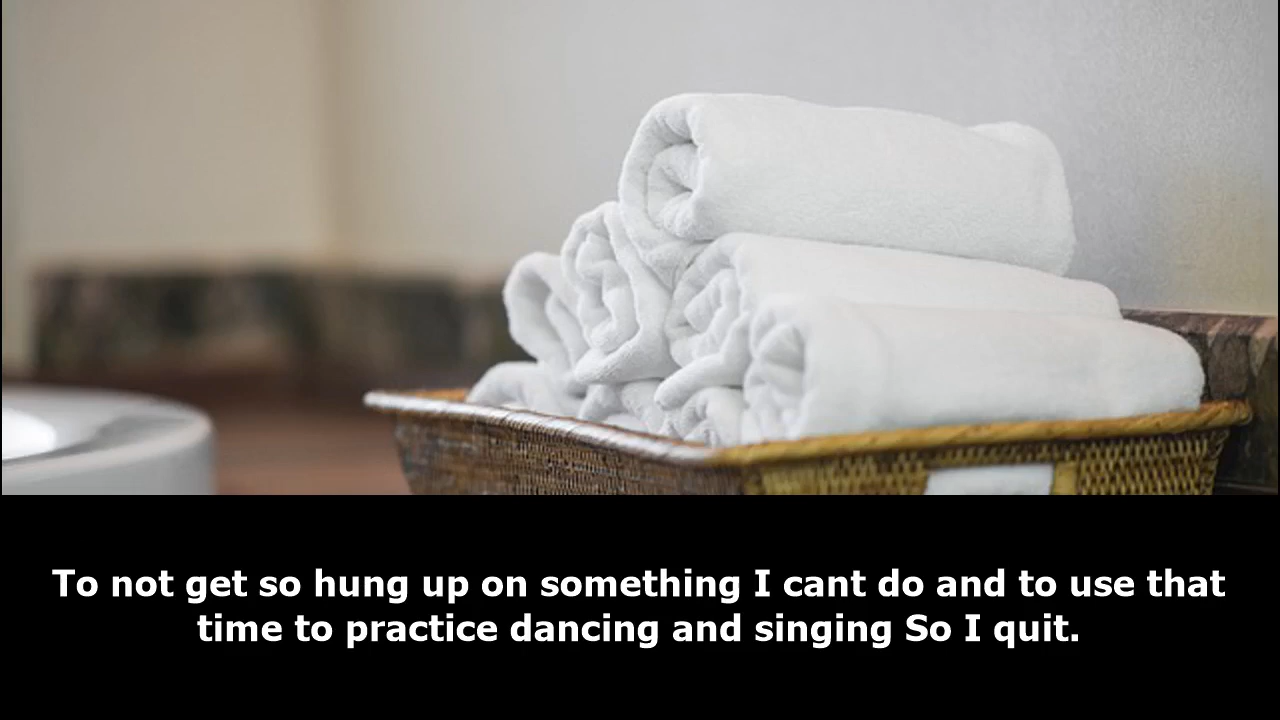 To not get so hung up on something I cant do and to use that
time to practice dancing and singing So I quit.